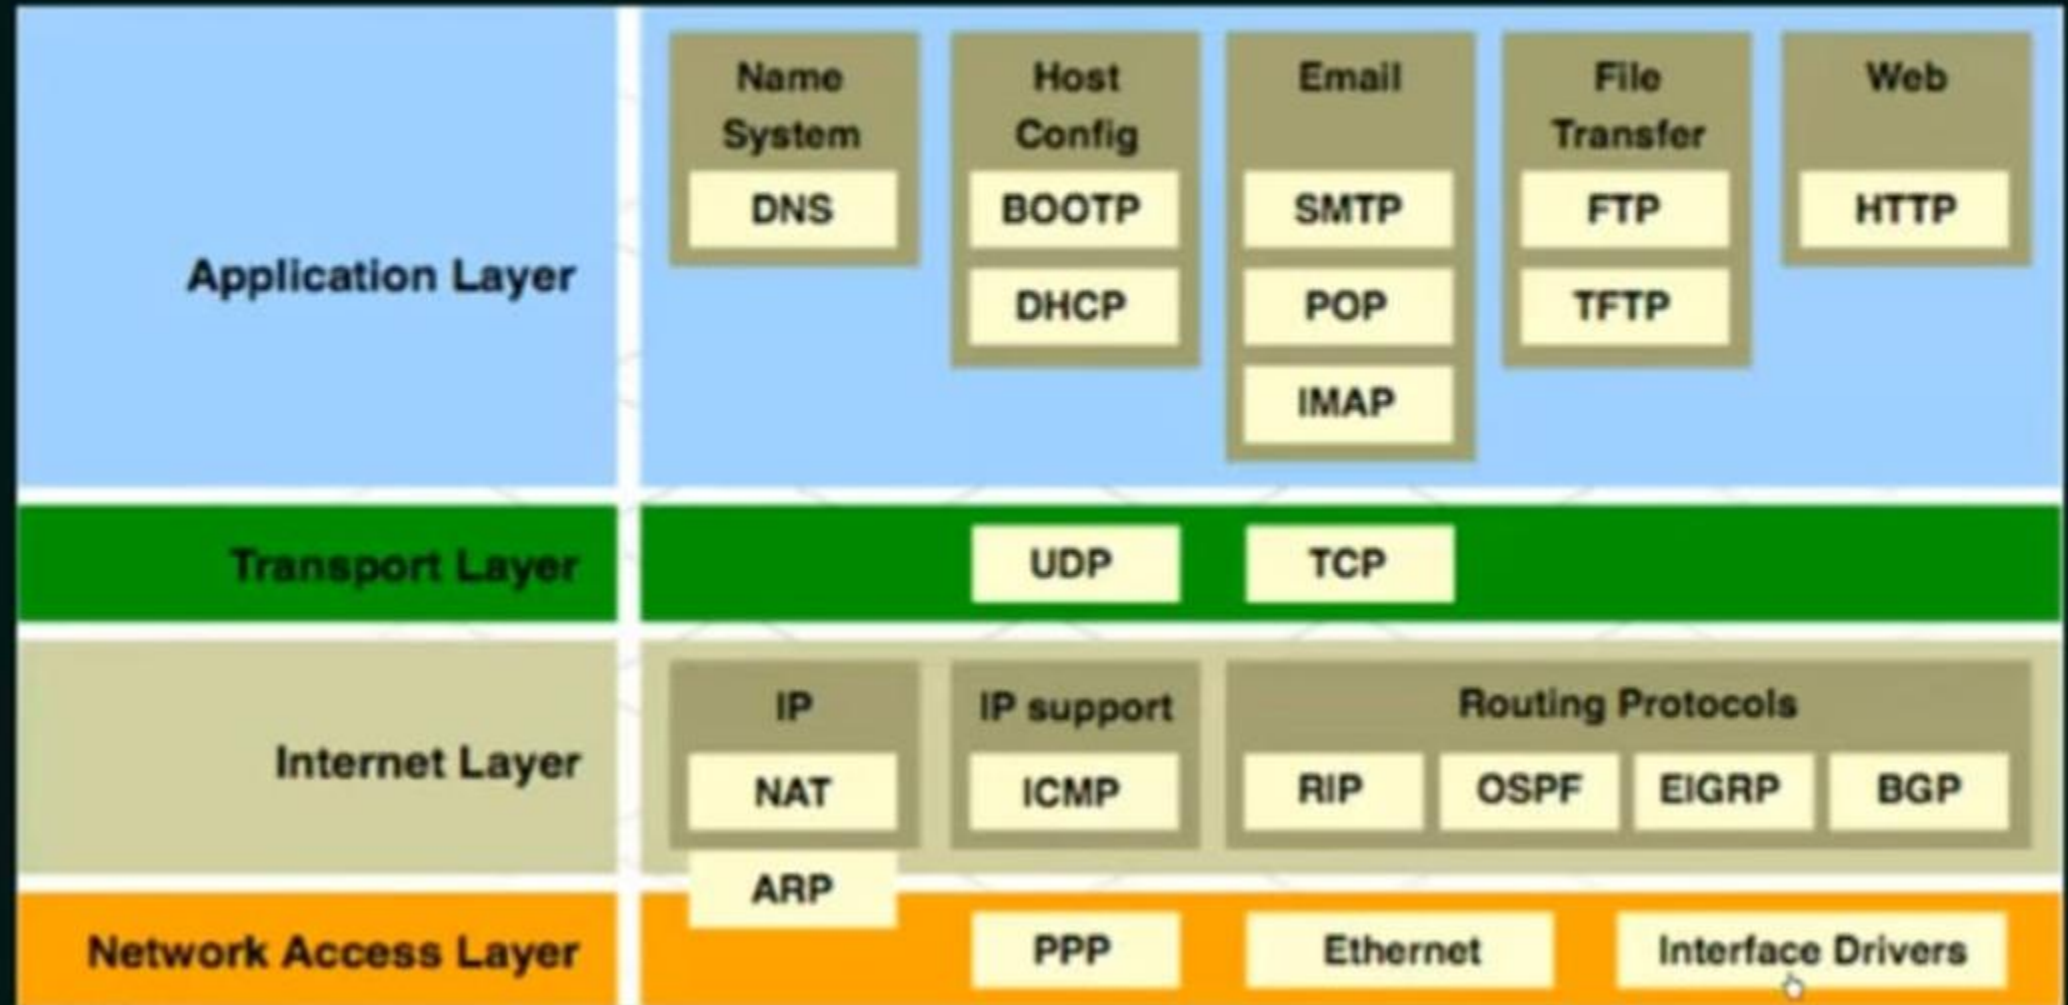 Application Layer
Name System
DNS
Host Config
BOOTP
DHCP
Email
SMTP
POP
IMAP
File Transfer
FTP
TFTP
Web
HTTP
Transport Layer
UDP
TCP
Internet Layer
IP
NAT
IP support
ICMP
Routing Protocols
RIP
OSPF
EIGRP
BGP
ARP
Network Access Layer
PPP
Ethernet
Interface Drivers